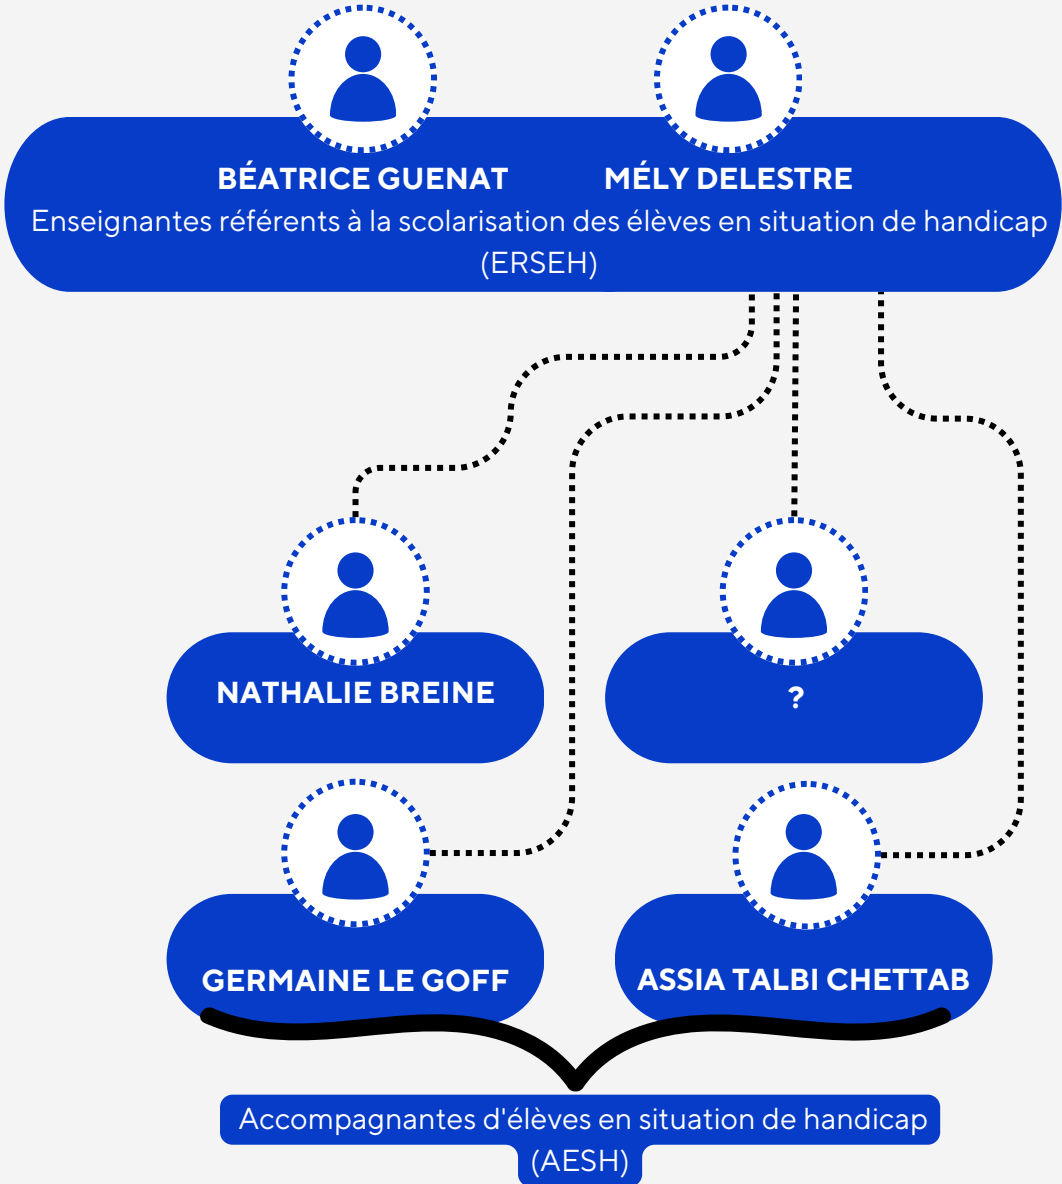 BÉATRICE GUENAT
MÉLY DELESTRE
Enseignantes référents à la scolarisation des élèves en situation de handicap
(ERSEH)
NATHALIE BREINE
?
GERMAINE LE GOFF
ASSIA TALBI CHETTAB
Accompagnantes d'élèves en situation de handicap
(AESH)